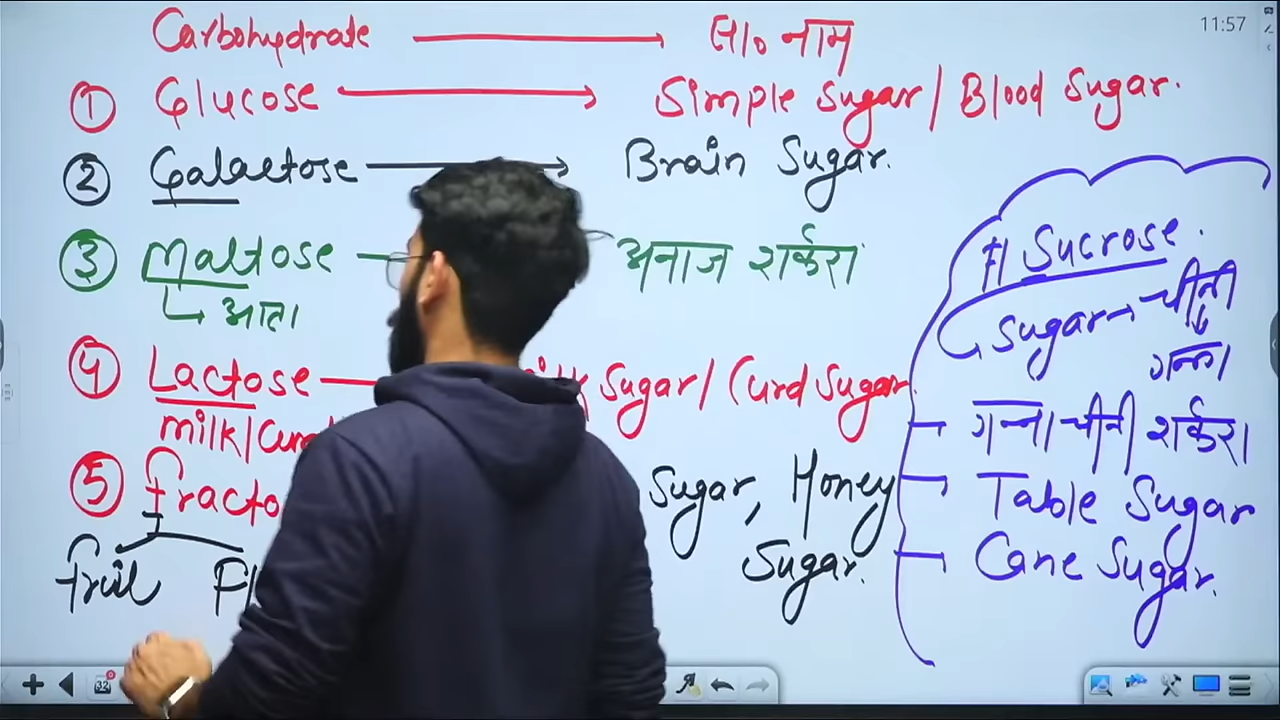 Carbohydrate → सा० नाम
① Glucose → Simple Sugar / Blood Sugar.
② Galactose → Brain Sugar.
③ Maltose अनाज शर्करा
↳ आटा
④ Lactose Sugar / Curd Sugar
milk/Curd
⑤ Fructo Sugar, Honey
Sugar.
Fruit
# Sucrose.
Sugar → चीनी
↓
गन्ना
गन्ना चीनी शर्करा
Table Sugar
Cane Sugar.
11:57
32